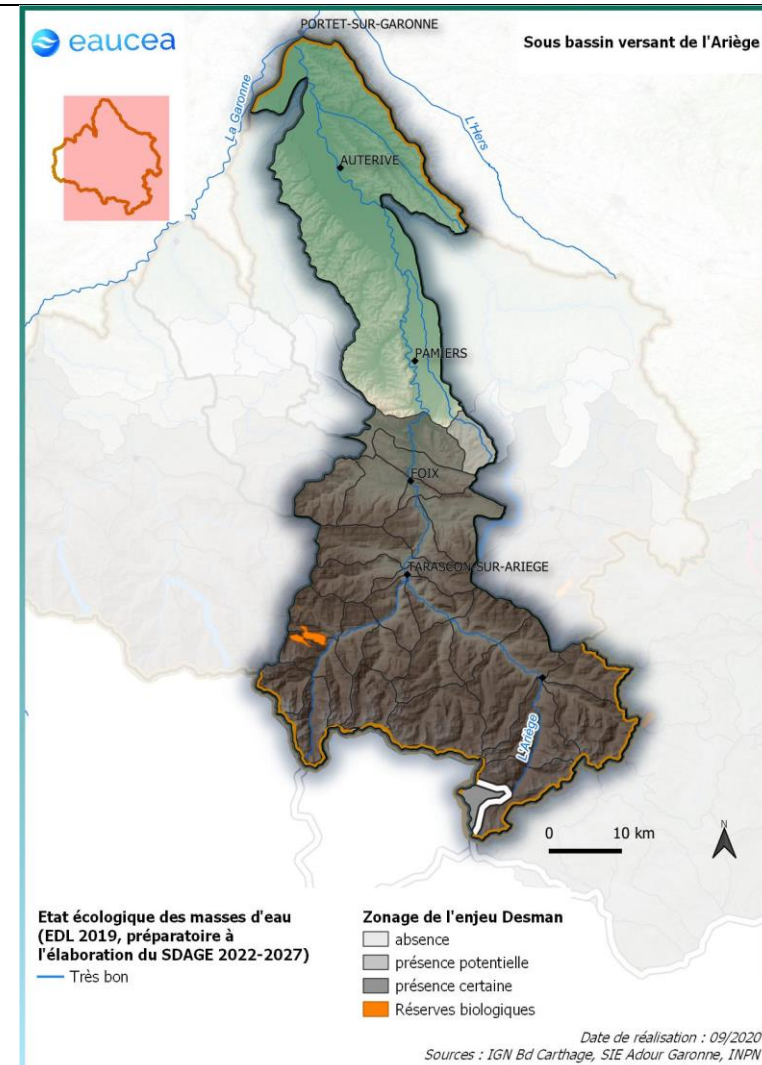 eaucea
Sous bassin versant de l'Ariège
PORTET-SUR-GARONNE
La Garonne
L'Hers
AUTERIVE
PAMIERS
FOIX
TARASCON-SUR-ARIEGE
L'Ariège
0 10 km
N
Etat écologique des masses d'eau
(EDL 2019, préparatoire à
l'élaboration du SDAGE 2022-2027)
Très bon
Zonage de l'enjeu Desman
absence
présence potentielle
présence certaine
Réserves biologiques
Date de réalisation : 09/2020
Sources : IGN Bd Carthage, SIE Adour Garonne, INPN